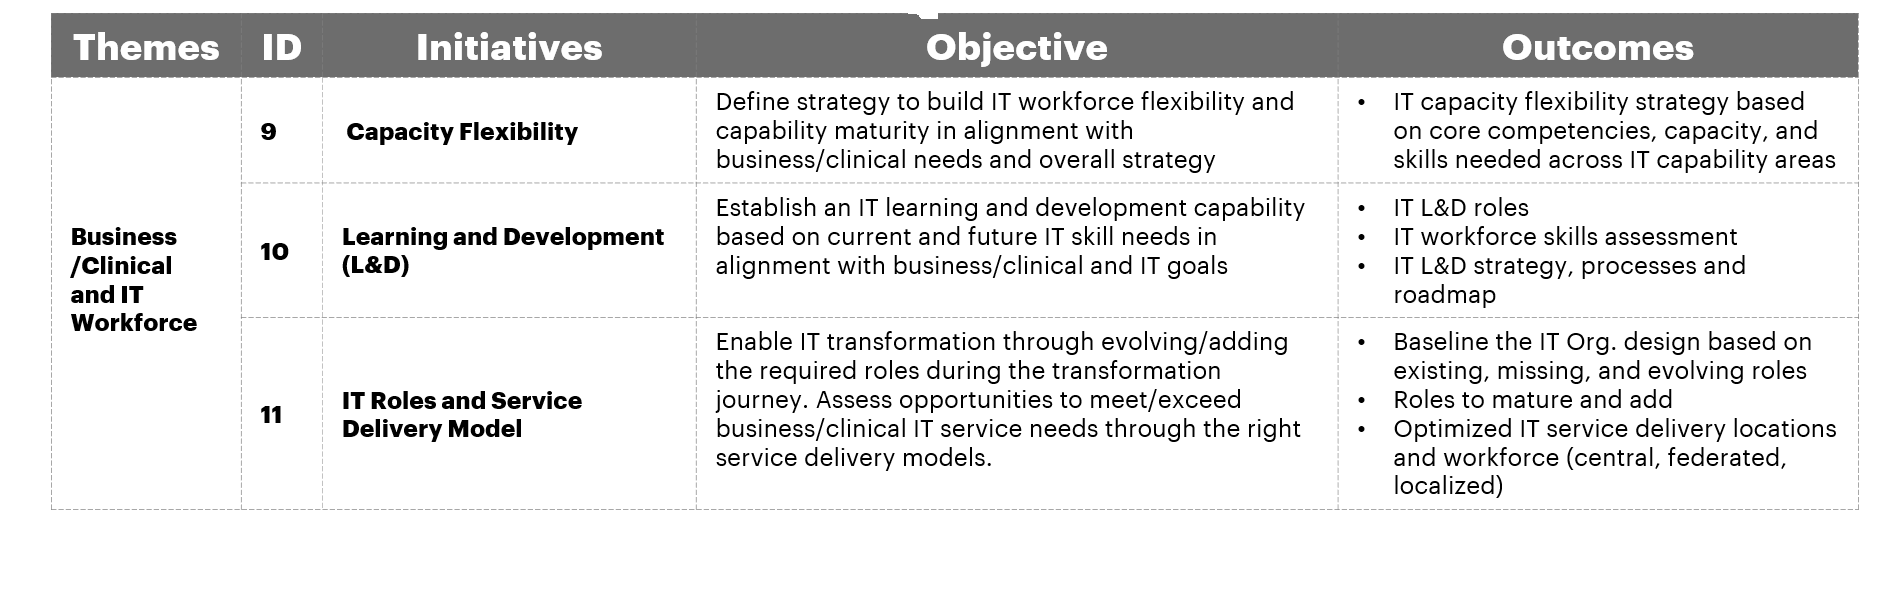 Themes ID Initiatives Objective Outcomes
Business
/Clinical
and IT
Workforce
9
Capacity Flexibility
Define strategy to build IT workforce flexibility and
capability maturity in alignment with
business/clinical needs and overall strategy
• IT capacity flexibility strategy based
on core competencies, capacity, and
skills needed across IT capability areas
10
Learning and Development
(L&D)
Establish an IT learning and development capability
based on current and future IT skill needs in
alignment with business/clinical and IT goals
• IT L&D roles
• IT workforce skills assessment
• IT L&D strategy, processes and
roadmap
11
IT Roles and Service
Delivery Model
Enable IT transformation through evolving/adding
the required roles during the transformation
journey. Assess opportunities to meet/exceed
business/clinical IT service needs through the right
service delivery models.
• Baseline the IT Org. design based on
existing, missing, and evolving roles
• Roles to mature and add
• Optimized IT service delivery locations
and workforce (central, federated,
localized)